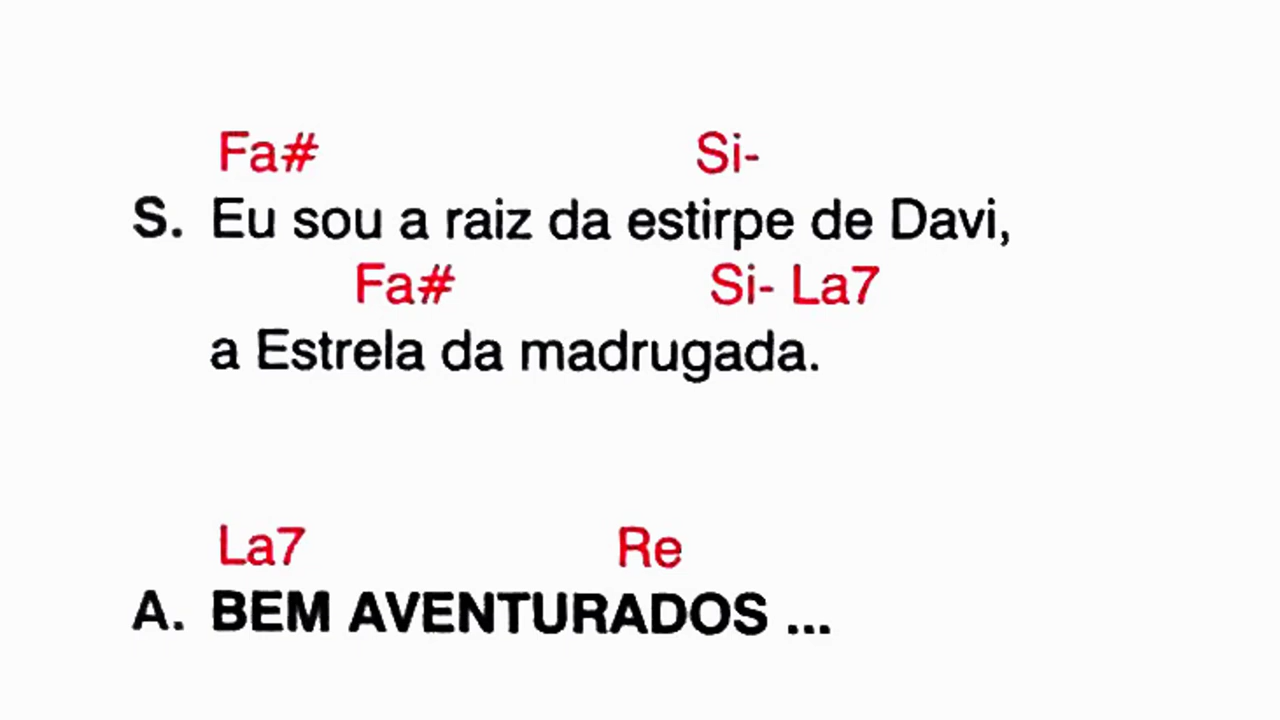 Fa# Si-
S. Eu sou a raiz da estirpe de Davi,
Fa# Si- La7
a Estrela da madrugada.
La7 Re
A. BEM AVENTURADOS ...